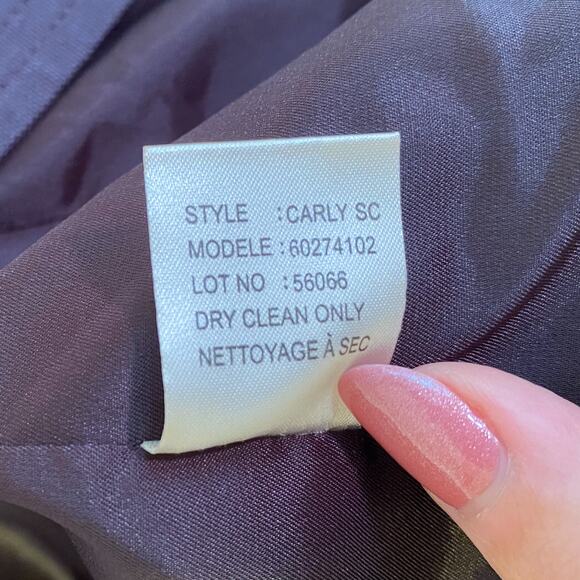 STYLE :CARLY SC
MODELE :60274102
LOT NO :56066
DRY CLEAN ONLY
NETTOYAGE À SEC